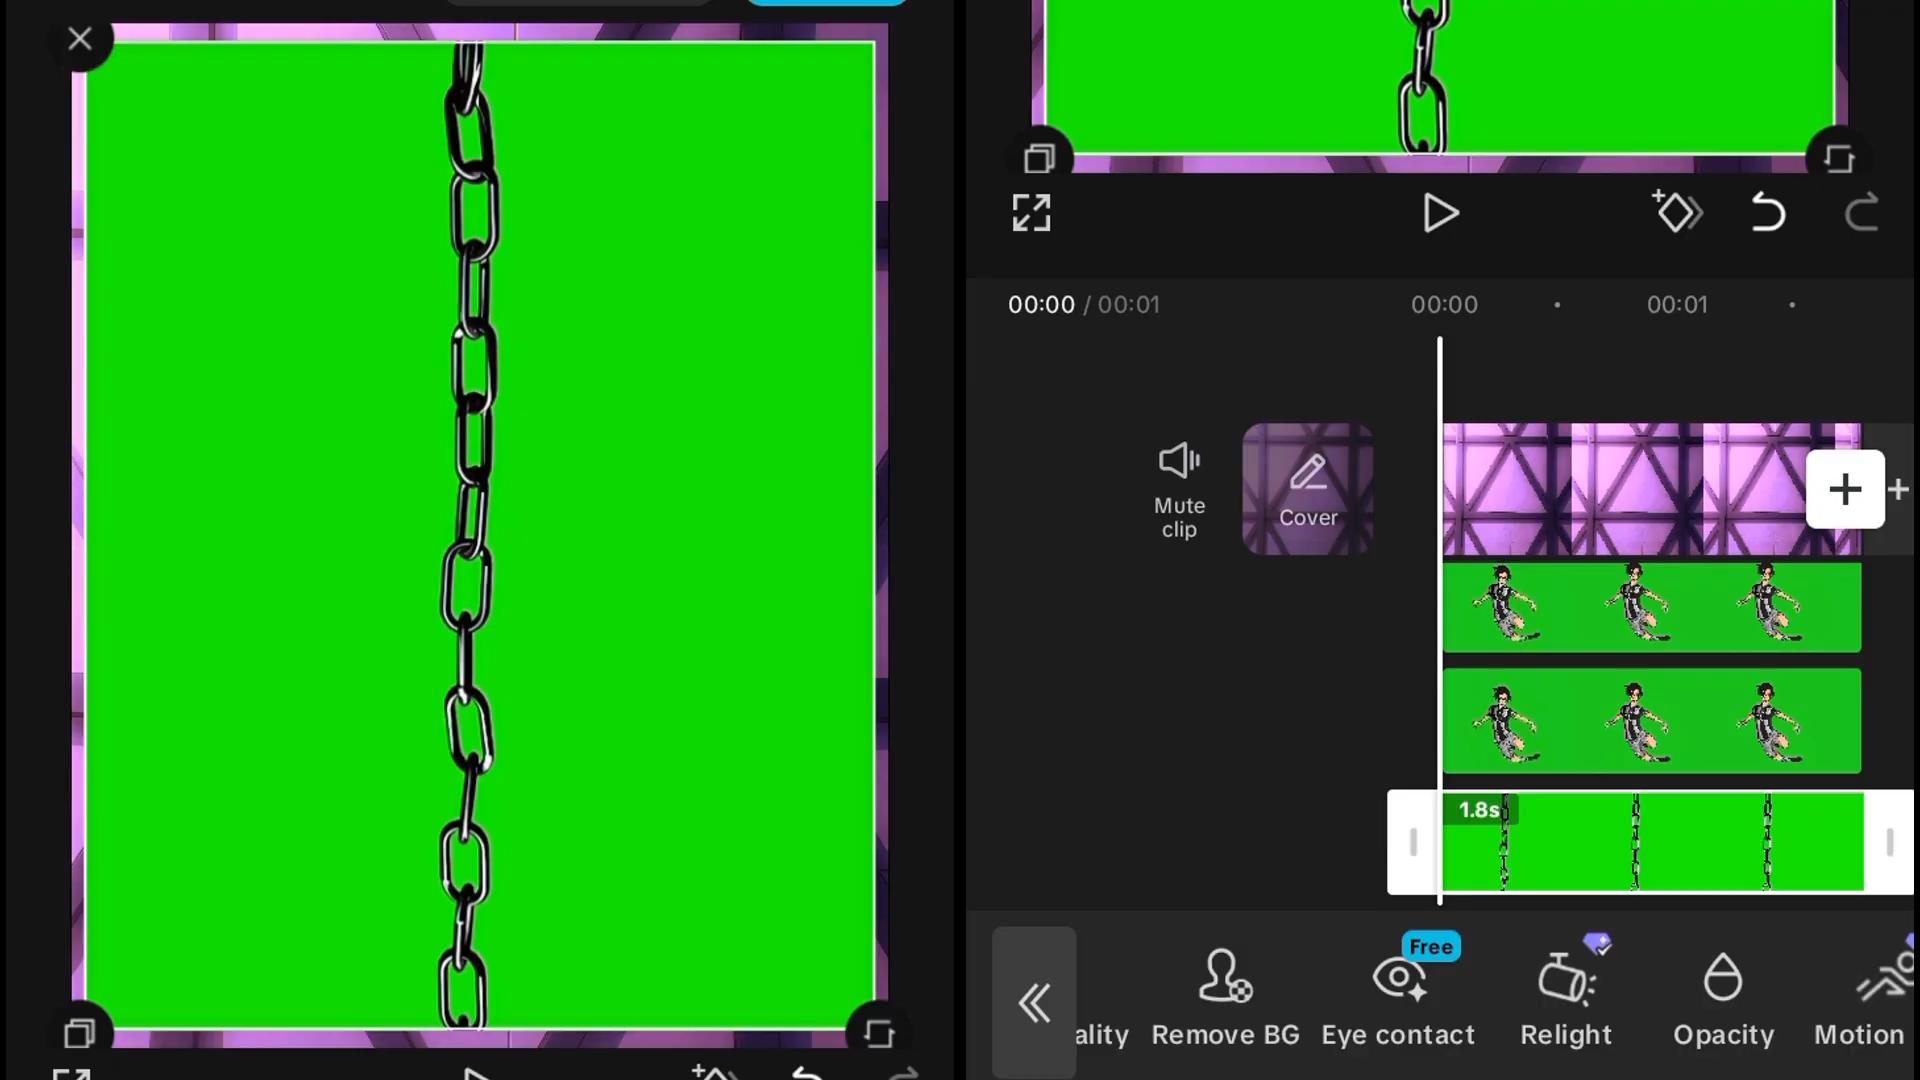 00:00 / 00:01
00:00
00:01
Mute
clip
Cover
1.8s
Free
ality
Remove BG
Eye contact
Relight
Opacity
Motion